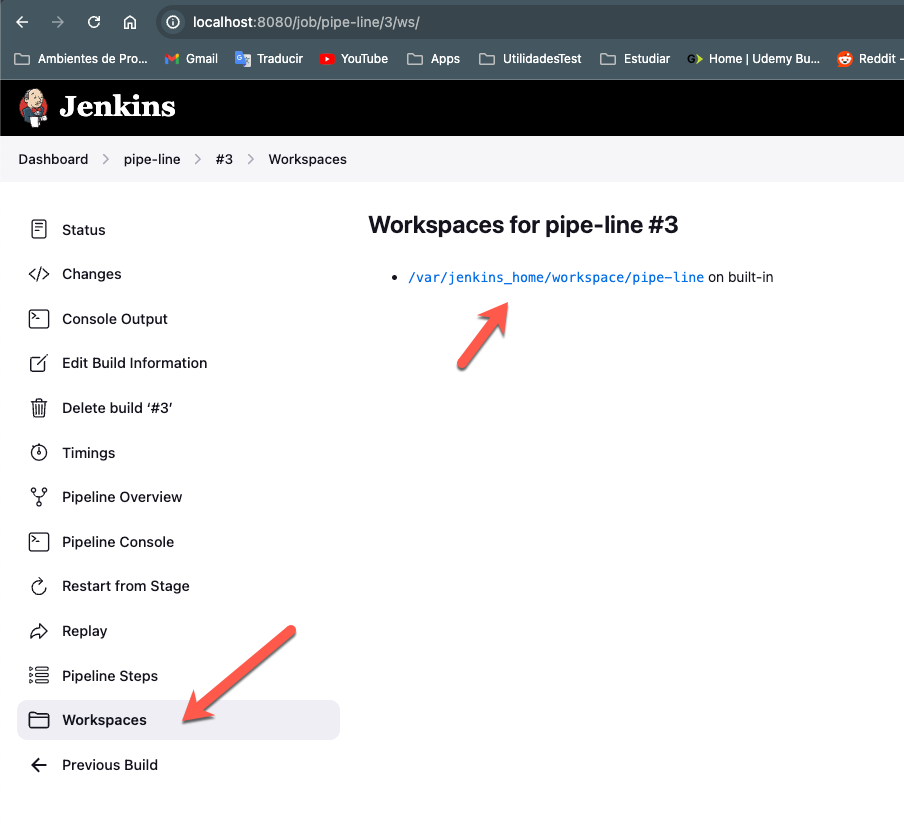 localhost:8080/job/pipe-line/3/ws/
Ambientes de Pro... Gmail Traducir YouTube Apps UtilidadesTest Estudiar Home | Udemy Bu... Reddit -
Jenkins
Dashboard pipe-line #3 Workspaces
Status
Changes
Console Output
Edit Build Information
Delete build ‘#3’
Timings
Pipeline Overview
Pipeline Console
Restart from Stage
Replay
Pipeline Steps
Workspaces
Previous Build
Workspaces for pipe-line #3
/var/jenkins_home/workspace/pipe-line on built-in